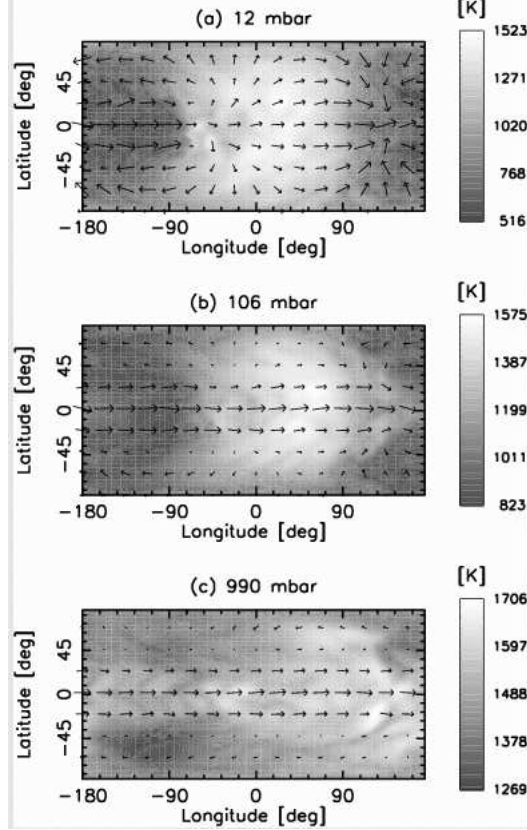 (a) 12 mbar
[K]
1523
1271
1020
768
516
Latitude [deg]
45
0
−45
−180 −90 0 90
Longitude [deg]
(b) 106 mbar
[K]
1575
1387
1199
1011
823
Latitude [deg]
45
0
−45
−180 −90 0 90
Longitude [deg]
(c) 990 mbar
[K]
1706
1597
1488
1378
1269
Latitude [deg]
45
0
−45
−180 −90 0 90
Longitude [deg]